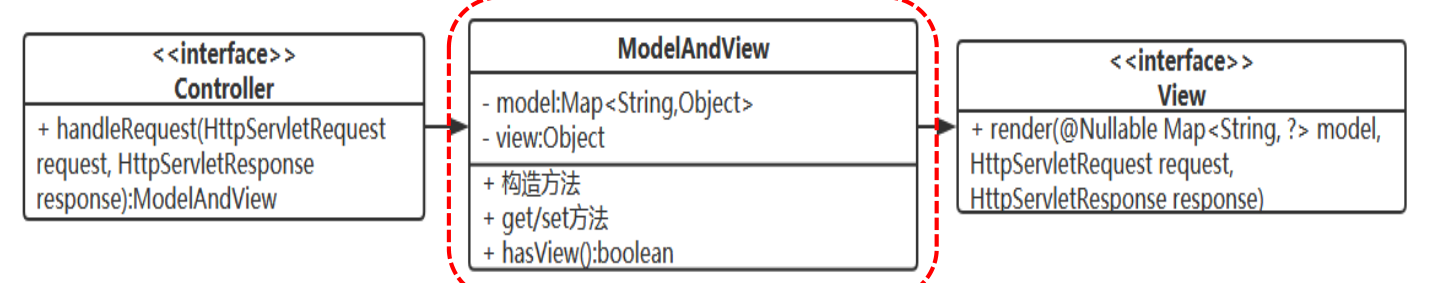 <<interface>>
Controller
+ handleRequest(HttpServletRequest
request, HttpServletResponse
response):ModelAndView
ModelAndView
- model:Map<String,Object>
- view:Object
+ 构造方法
+ get/set方法
+ hasView():boolean
<<interface>>
View
+ render(@Nullable Map<String, ?> model,
HttpServletRequest request,
HttpServletResponse response)